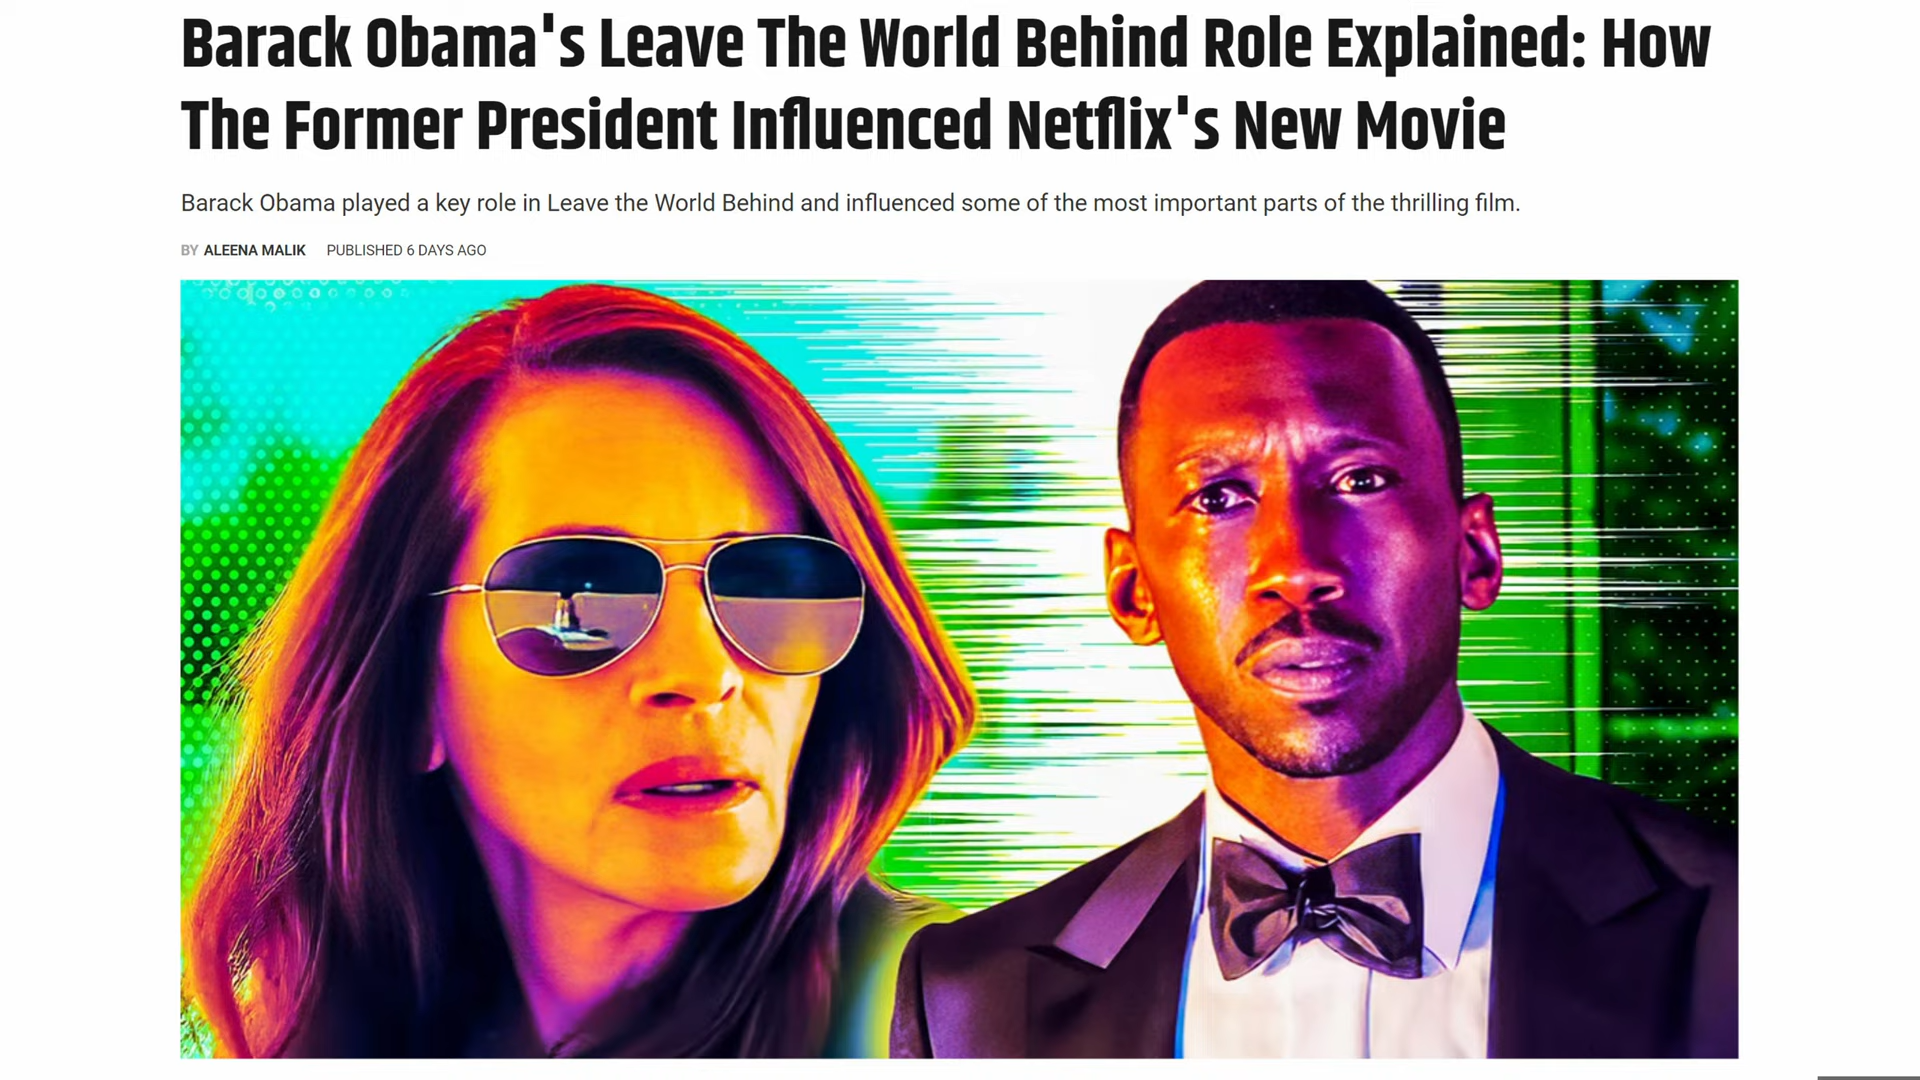 Barack Obama's Leave The World Behind Role Explained: How
The Former President Influenced Netflix's New Movie
Barack Obama played a key role in Leave the World Behind and influenced some of the most important parts of the thrilling film.
BY ALEENA MALIK PUBLISHED 6 DAYS AGO